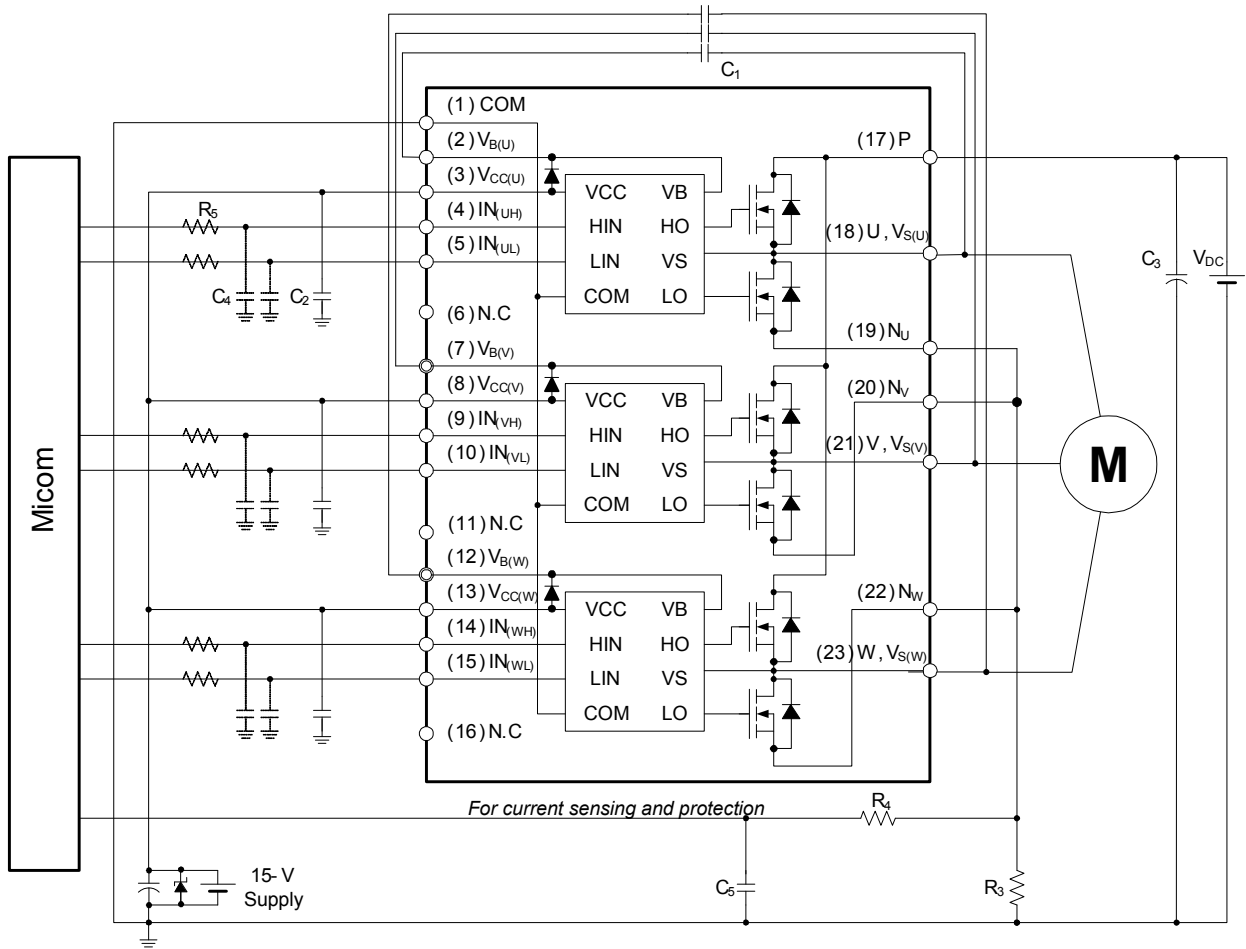 C1
(1) COM
(2) VB(U)
(3) VCC(U)
(4) IN(UH)
(5) IN(UL)
(6) N.C
(7) VB(V)
(8) VCC(V)
(9) IN(VH)
(10) IN(VL)
(11) N.C
(12) VB(W)
(13) VCC(W)
(14) IN(WH)
(15) IN(WL)
(16) N.C
(17) P
(18) U, VS(U)
(19) NU
(20) NV
(21) V, VS(V)
(22) NW
(23) W, VS(W)
VCC VB
HIN HO
LIN VS
COM LO
VCC VB
HIN HO
LIN VS
COM LO
VCC VB
HIN HO
LIN VS
COM LO
Micom
R5
C4
C2
C3
VDC
M
For current sensing and protection
R4
C5
R3
15-V
Supply